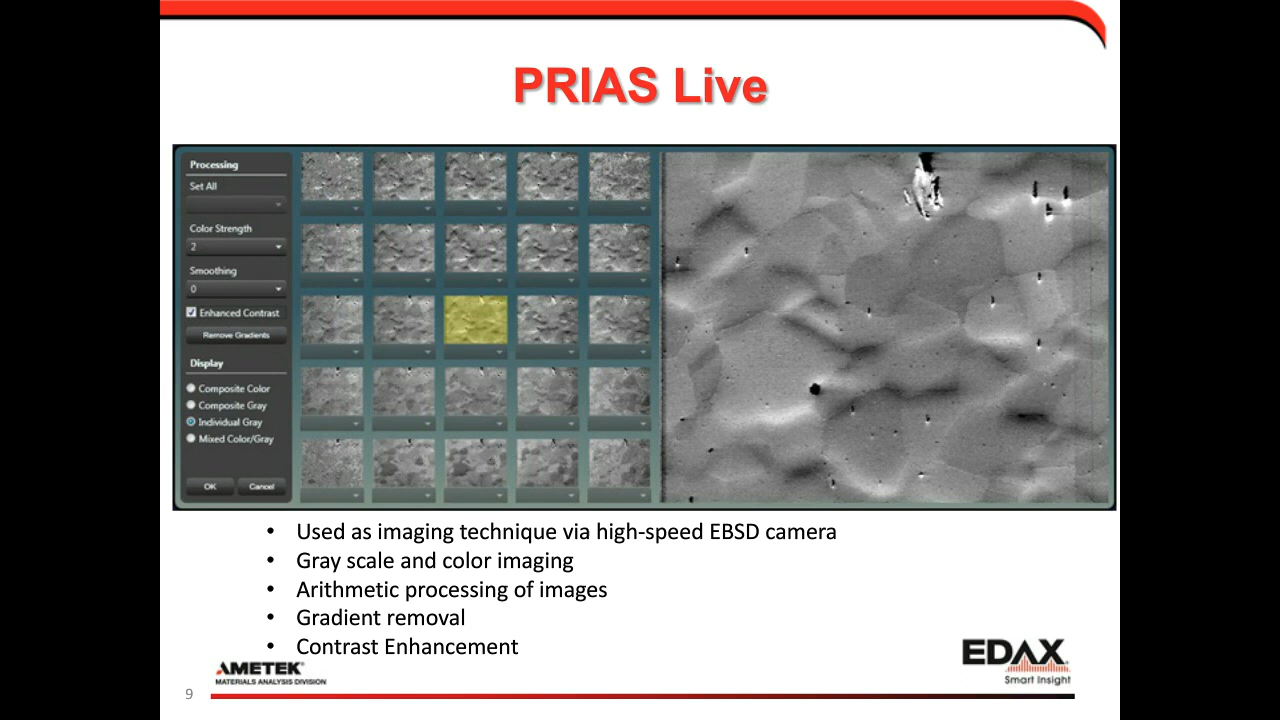 PRIAS Live
Processing
Set All
Color Strength
2
Smoothing
0
Enhanced Contrast
Remove Gradients
Display
Composite Color
Composite Gray
Individual Gray
Mixed Color/Gray
OK Cancel
• Used as imaging technique via high-speed EBSD camera
• Gray scale and color imaging
• Arithmetic processing of images
• Gradient removal
• Contrast Enhancement
AMETEK®
MATERIALS ANALYSIS DIVISION
EDAX
Smart Insight
9